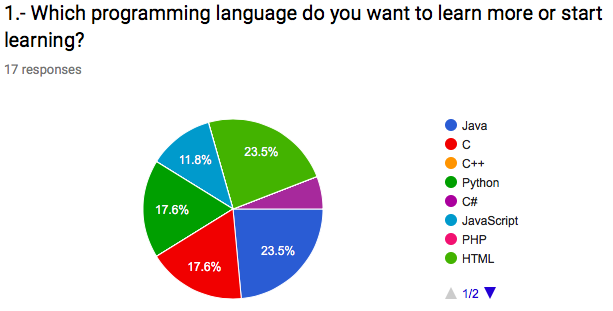 1.- Which programming language do you want to learn more or start
learning?
17 responses
23.5%
11.8%
17.6%
17.6%
23.5%
Java
C
C++
Python
C#
JavaScript
PHP
HTML
1/2